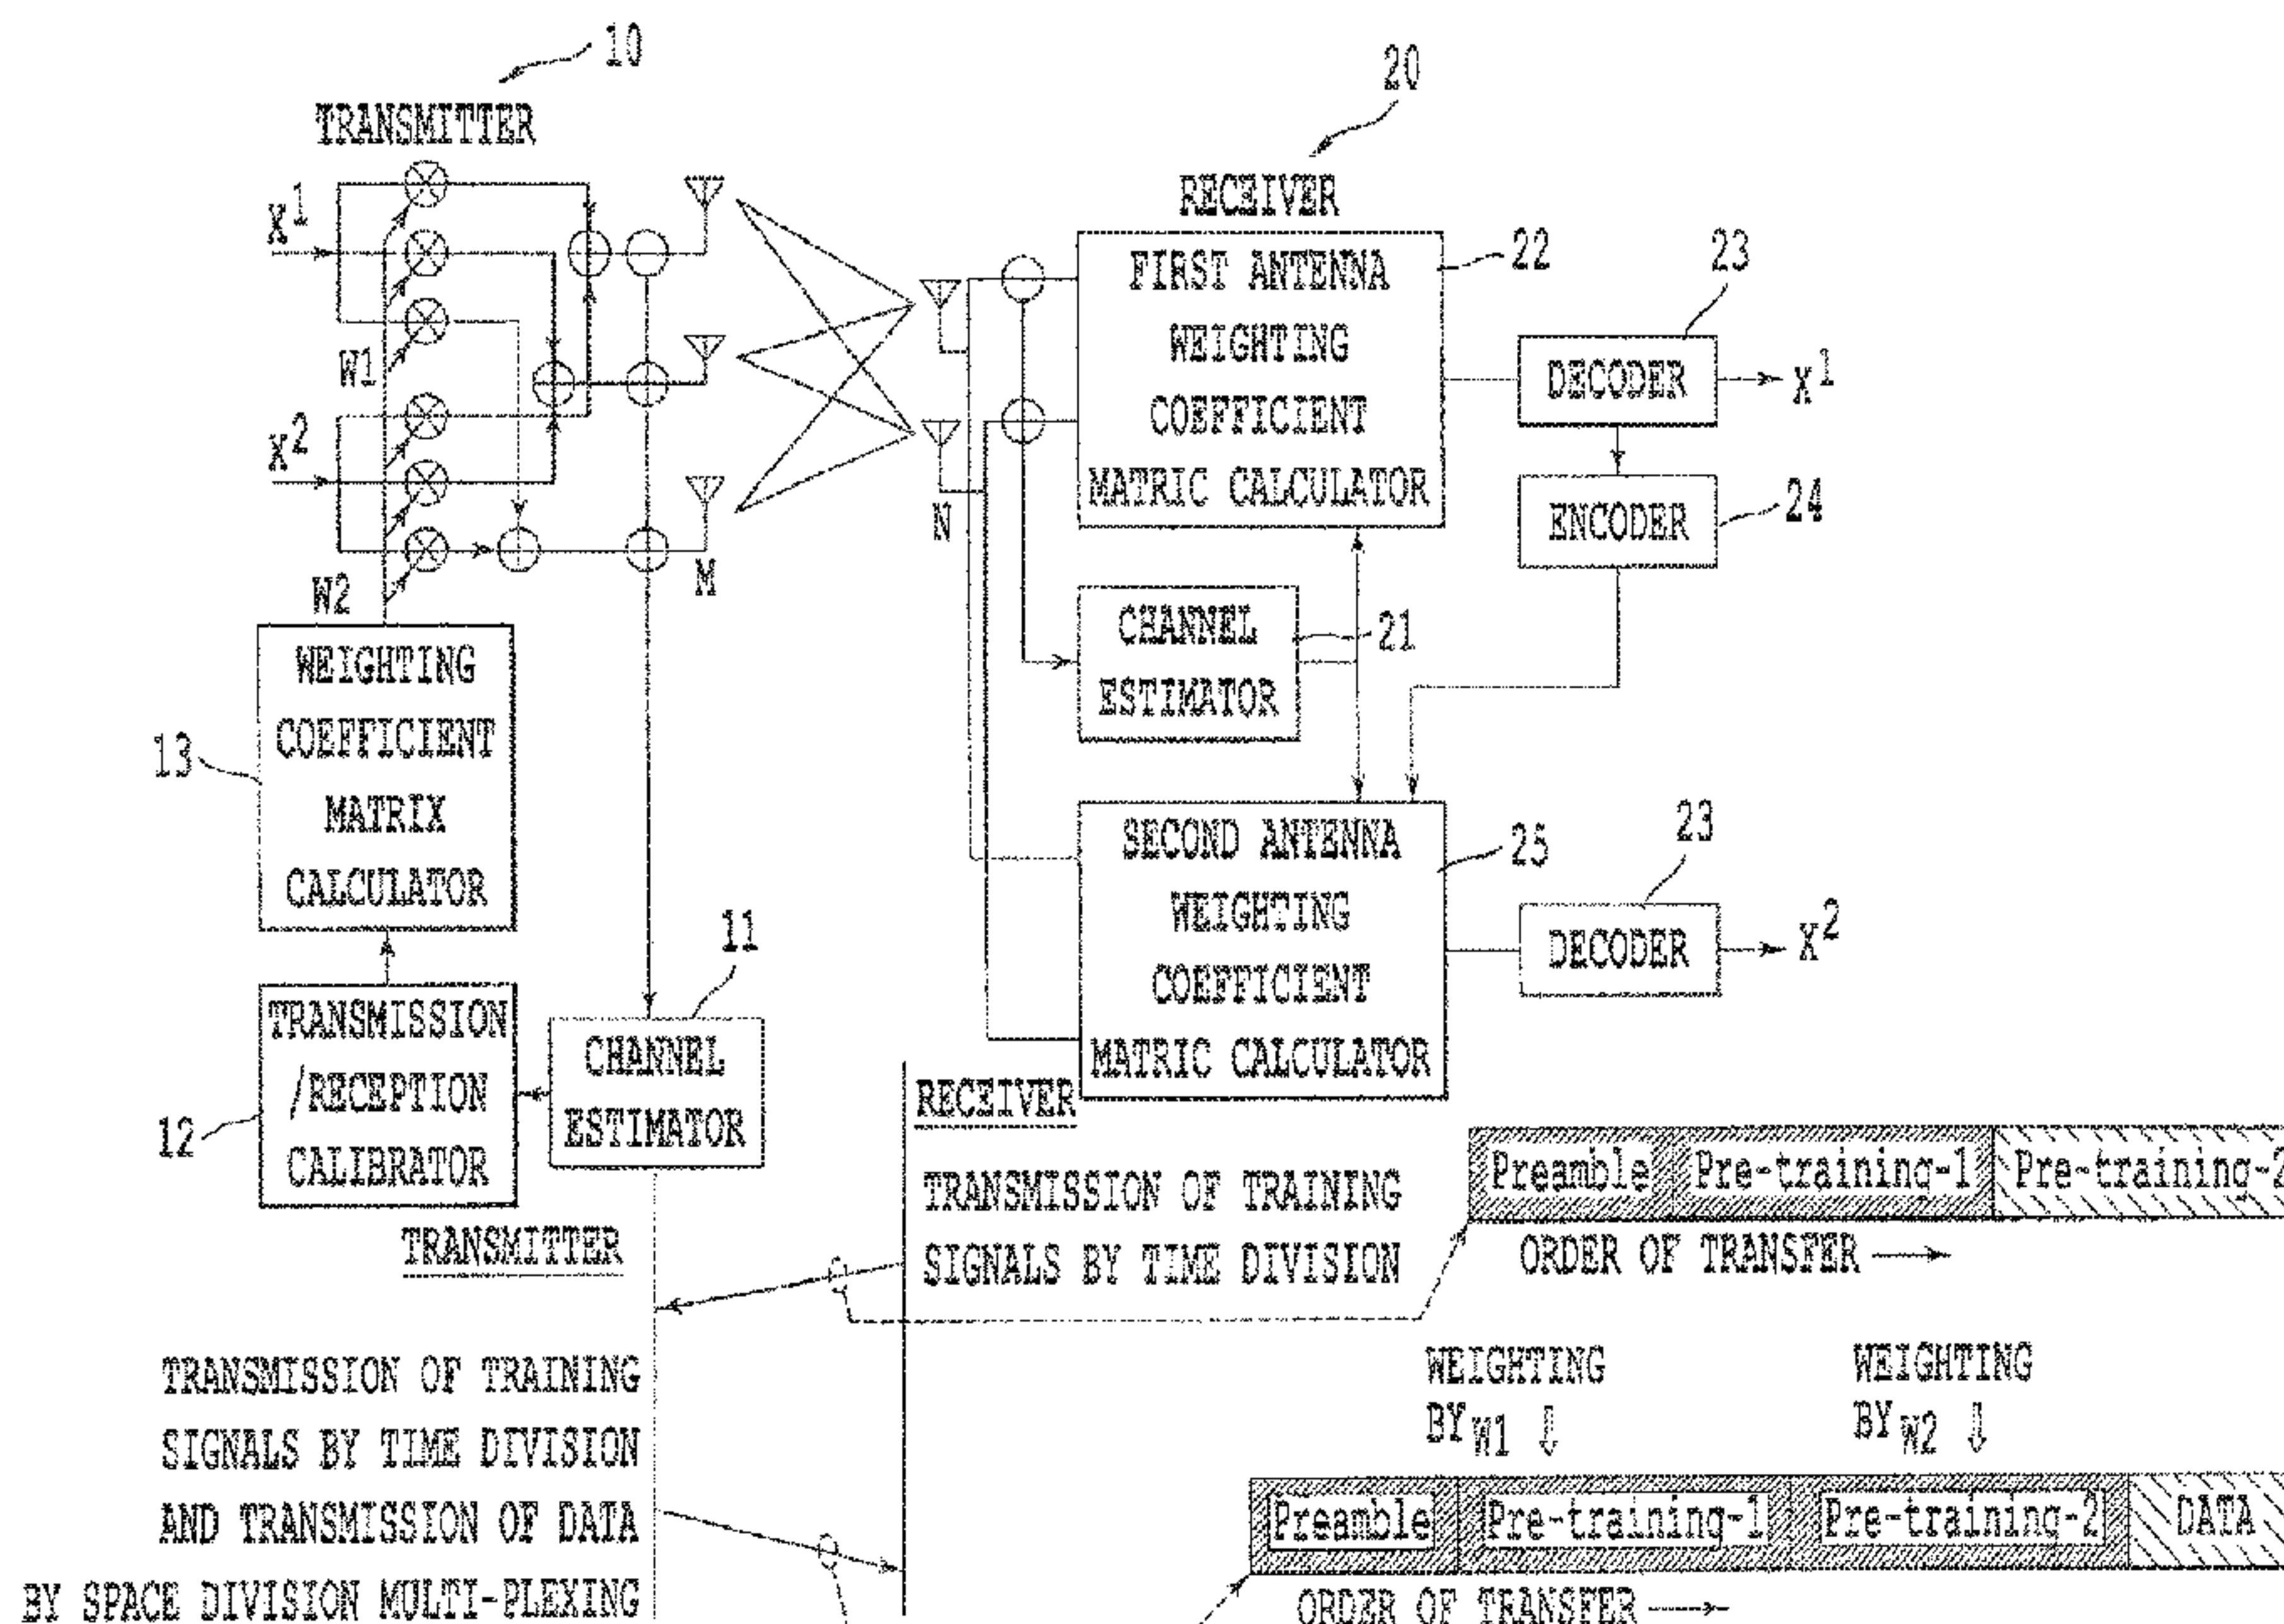 10
TRANSMITTER
20
RECEIVER
X1
W1
X2
W2
M
N
FIRST ANTENNA
WEIGHTING
COEFFICIENT
MATRIC CALCULATOR
22
23
DECODER
X1
ENCODER
24
CHANNEL
ESTIMATOR
21
WEIGHTING
COEFFICIENT
MATRIX
CALCULATOR
13
SECOND ANTENNA
WEIGHTING
COEFFICIENT
MATRIC CALCULATOR
25
23
DECODER
X2
11
CHANNEL
ESTIMATOR
TRANSMISSION
/RECEPTION
CALIBRATOR
12
TRANSMITTER
RECEIVER
TRANSMISSION OF TRAINING
SIGNALS BY TIME DIVISION
Preamble Pre-training-1 Pre-training-2
ORDER OF TRANSFER
TRANSMISSION OF TRAINING
SIGNALS BY TIME DIVISION
AND TRANSMISSION OF DATA
BY SPACE DIVISION MULTI-PLEXING
WEIGHTING
BY W1
WEIGHTING
BY W2
Preamble Pre-training-1 Pre-training-2 DATA
ORDER OF TRANSFER